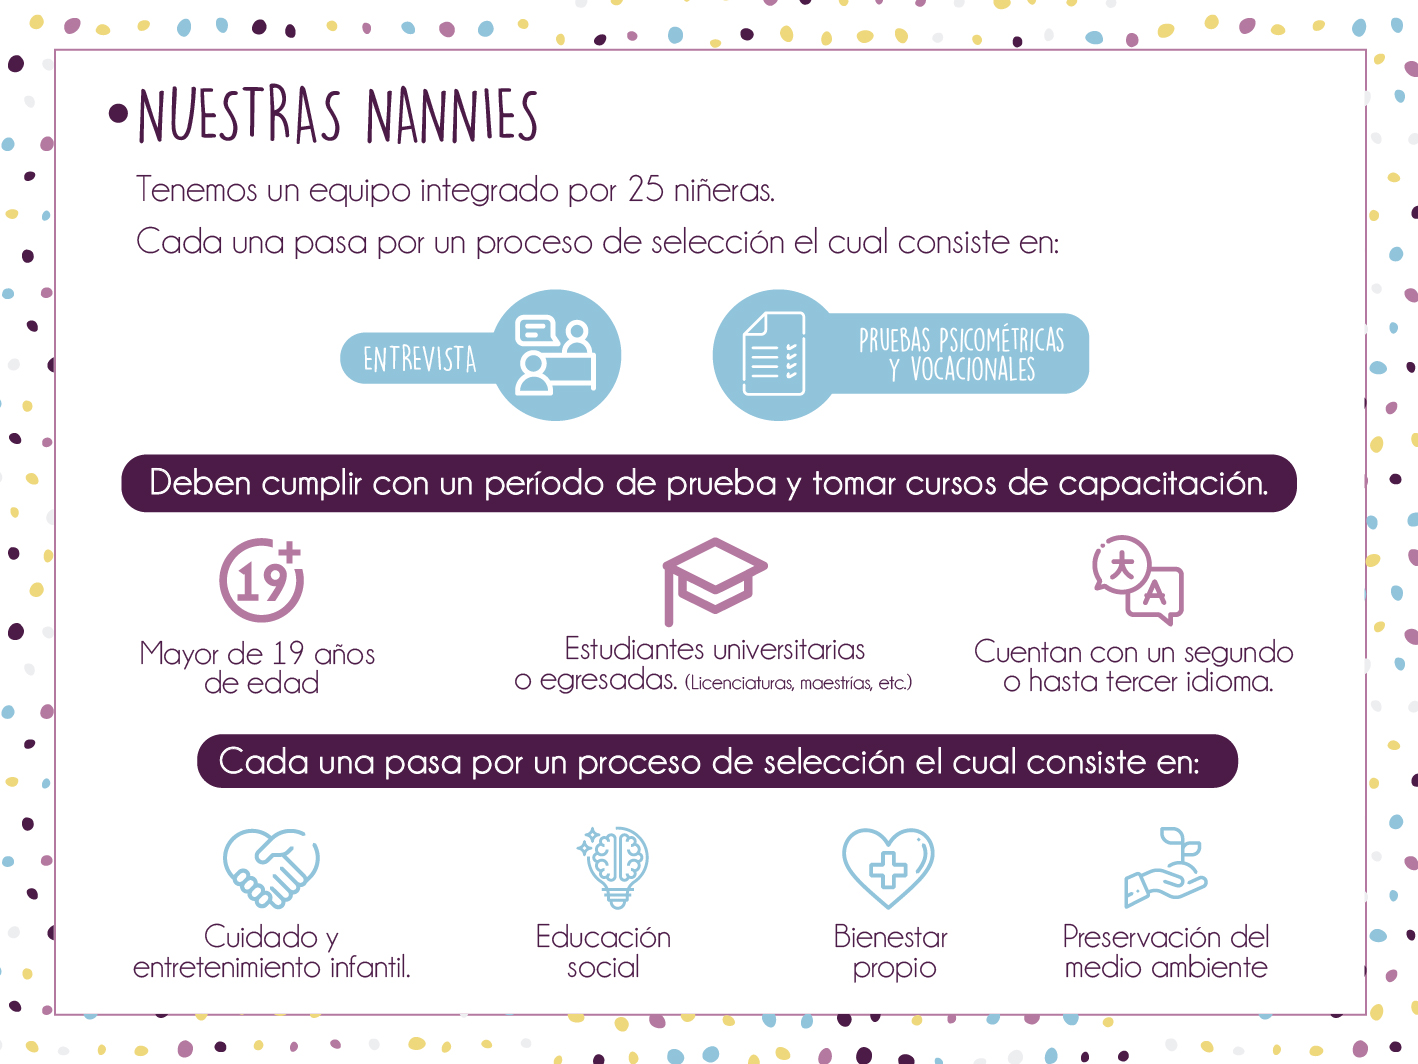 •NUESTRAS NANNIES
Tenemos un equipo integrado por 25 niñeras.
Cada una pasa por un proceso de selección el cual consiste en:
ENTREVISTA
PRUEBAS PSICOMÉTRICAS
Y VOCACIONALES
Deben cumplir con un período de prueba y tomar cursos de capacitación.
19+
大
A
Mayor de 19 años
de edad
Estudiantes universitarias
o egresadas. (Licenciaturas, maestrías, etc.)
Cuentan con un segundo
o hasta tercer idioma.
Cada una pasa por un proceso de selección el cual consiste en:
Cuidado y
entretenimiento infantil.
Educación
social
Bienestar
propio
Preservación del
medio ambiente